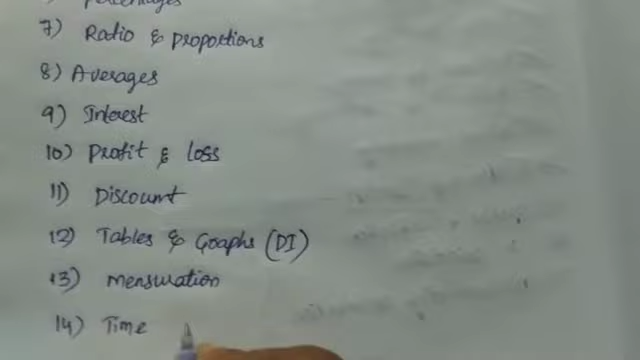 Percentages
7) Ratio & proportions
8) Averages
9) Interest
10) Profit & loss
11) Discount
12) Tables & Graphs (DI)
13) Mensuration
14) Time